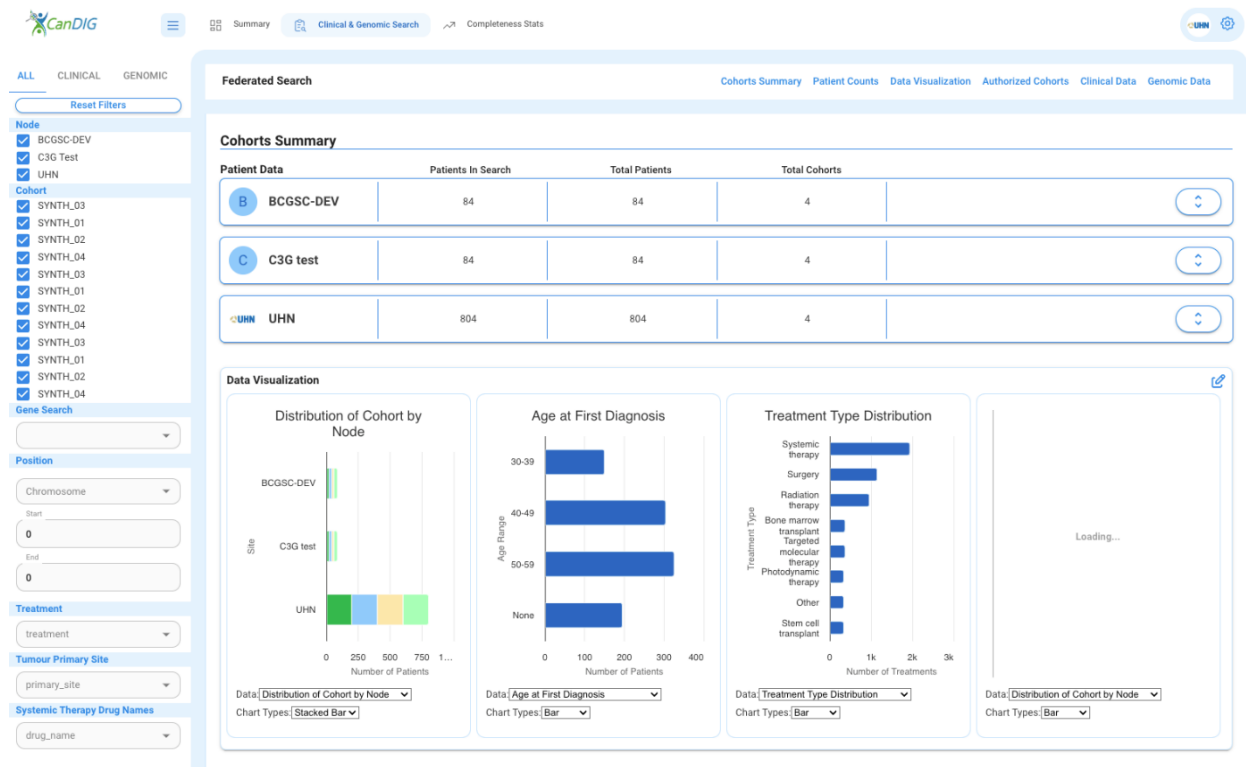 CanDIG
Summary
Clinical & Genomic Search
Completeness Stats
UHN
ALL
CLINICAL
GENOMIC
Reset Filters
Node
BCGSC-DEV
C3G Test
UHN
Cohort
SYNTH_03
SYNTH_01
SYNTH_02
SYNTH_04
SYNTH_03
SYNTH_01
SYNTH_02
SYNTH_04
SYNTH_03
SYNTH_01
SYNTH_02
SYNTH_04
Gene Search
Position
Chromosome
Start
0
End
0
Treatment
treatment
Tumour Primary Site
primary_site
Systemic Therapy Drug Names
drug_name
Federated Search
Cohorts Summary
Patient Counts
Data Visualization
Authorized Cohorts
Clinical Data
Genomic Data
Cohorts Summary
Patient Data
Patients In Search
Total Patients
Total Cohorts
B
BCGSC-DEV
84
84
4
C
C3G test
84
84
4
UHN
UHN
804
804
4
Data Visualization
Distribution of Cohort by
Node
Site
BCGSC-DEV
C3G test
UHN
0 250 500 750 1...
Number of Patients
Data: Distribution of Cohort by Node
Chart Types: Stacked Bar
Age at First Diagnosis
Age Range
30-39
40-49
50-59
None
0 100 200 300 400
Number of Patients
Data: Age at First Diagnosis
Chart Types: Bar
Treatment Type Distribution
Treatment Type
Systemic
therapy
Surgery
Radiation
therapy
Bone marrow
transplant
Targeted
molecular
therapy
Photodynamic
therapy
Other
Stem cell
transplant
0 1k 2k 3k
Number of Treatments
Data: Treatment Type Distribution
Chart Types: Bar
Loading...
Data: Distribution of Cohort by Node
Chart Types: Bar